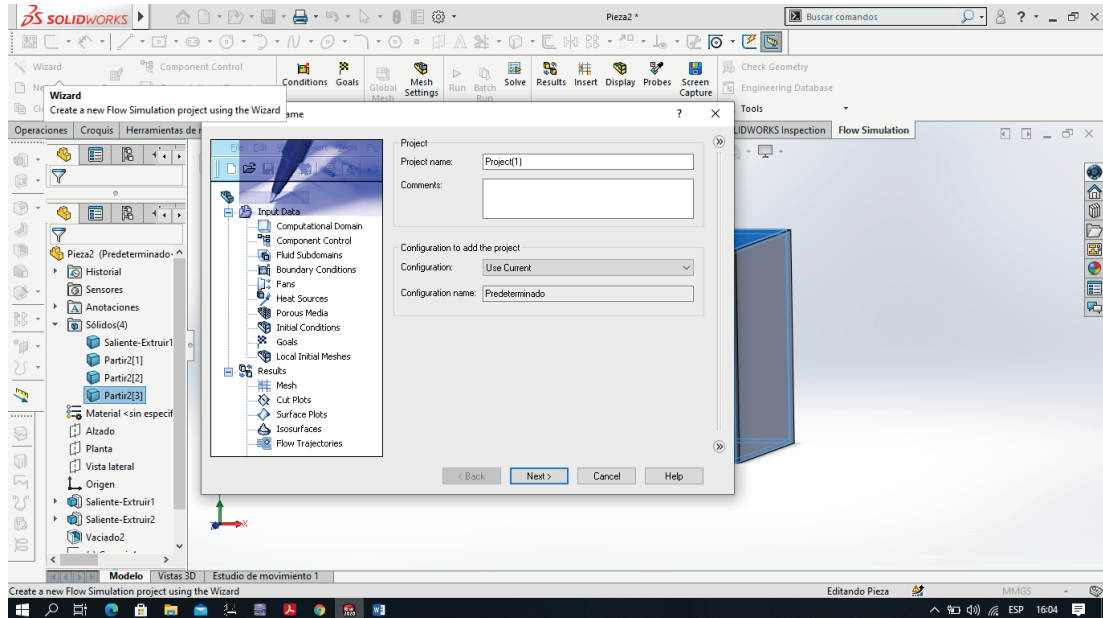 SOLIDWORKS
Pieza2 *
Buscar comandos
Wizard
Component Control
Conditions
Goals
Global Mesh
Mesh Settings
Run
Batch Run
Solve
Results
Insert
Display
Probes
Screen Capture
Check Geometry
Engineering Database
Tools
Wizard
Create a new Flow Simulation project using the Wizard
ame
?
Operaciones
Croquis
Herramientas de
LIDWORKS Inspection
Flow Simulation
Project
Project name:
Project(1)
Comments:
Configuration to add the project
Configuration:
Use Current
Configuration name:
Predeterminado
Input Data
Computational Domain
Component Control
Fluid Subdomains
Boundary Conditions
Fans
Heat Sources
Porous Media
Initial Conditions
Goals
Local Initial Meshes
Results
Mesh
Cut Plots
Surface Plots
Isosurfaces
Flow Trajectories
< Back
Next >
Cancel
Help
Pieza2 (Predeterminado
Historial
Sensores
Anotaciones
Sólidos(4)
Saliente-Extruir1
Partir2[1]
Partir2[2]
Partir2[3]
Material <sin especif
Alzado
Planta
Vista lateral
Origen
Saliente-Extruir1
Saliente-Extruir2
Vaciado2
X
Modelo
Vistas 3D
Estudio de movimiento 1
Create a new Flow Simulation project using the Wizard
Editando Pieza
MMGS
ESP
16:04